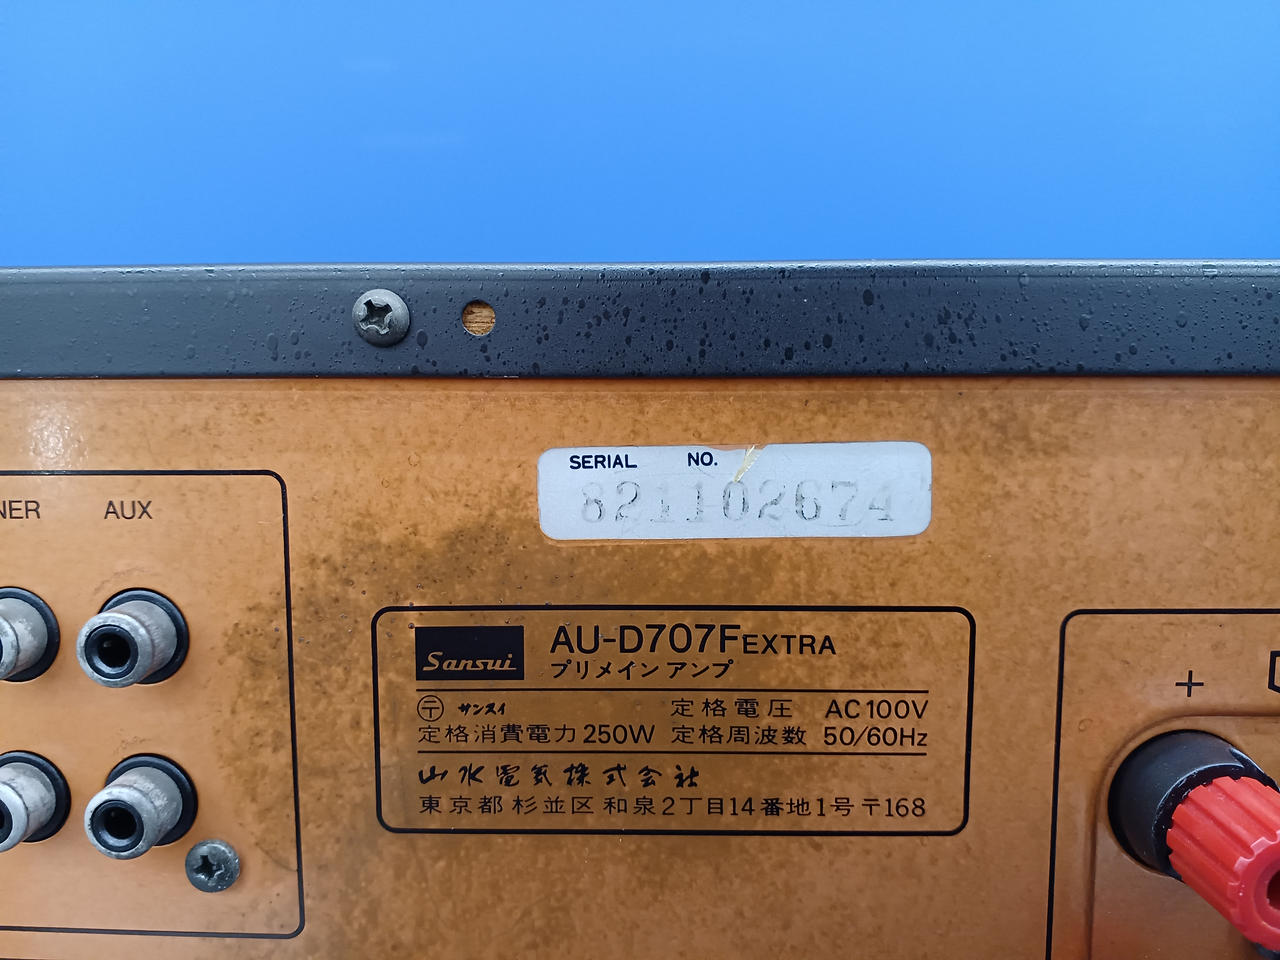 SERIAL NO.
821102674
NER AUX
Sansui
AU-D707F EXTRA
プリメインアンプ
〒 サンスイ 定格電圧 AC100V
定格消費電力 250W 定格周波数 50/60Hz
山水電気株式会社
東京都杉並区和泉2丁目14番地1号 〒168
+